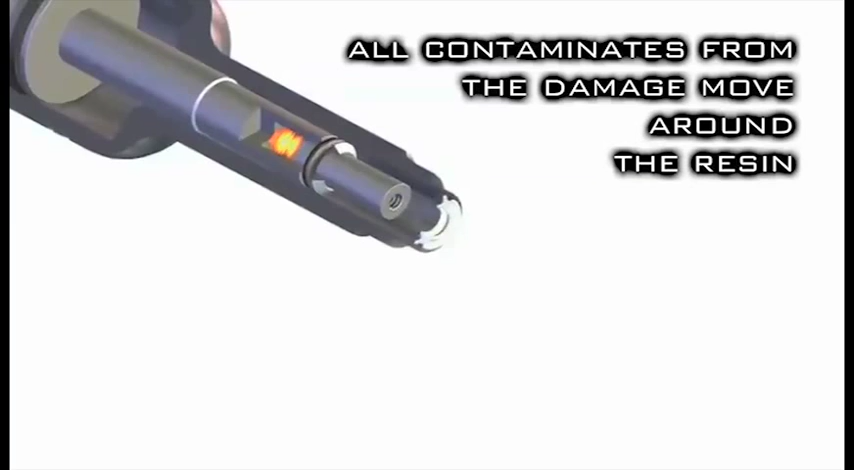 ALL CONTAMINATES FROM
THE DAMAGE MOVE
AROUND
THE RESIN